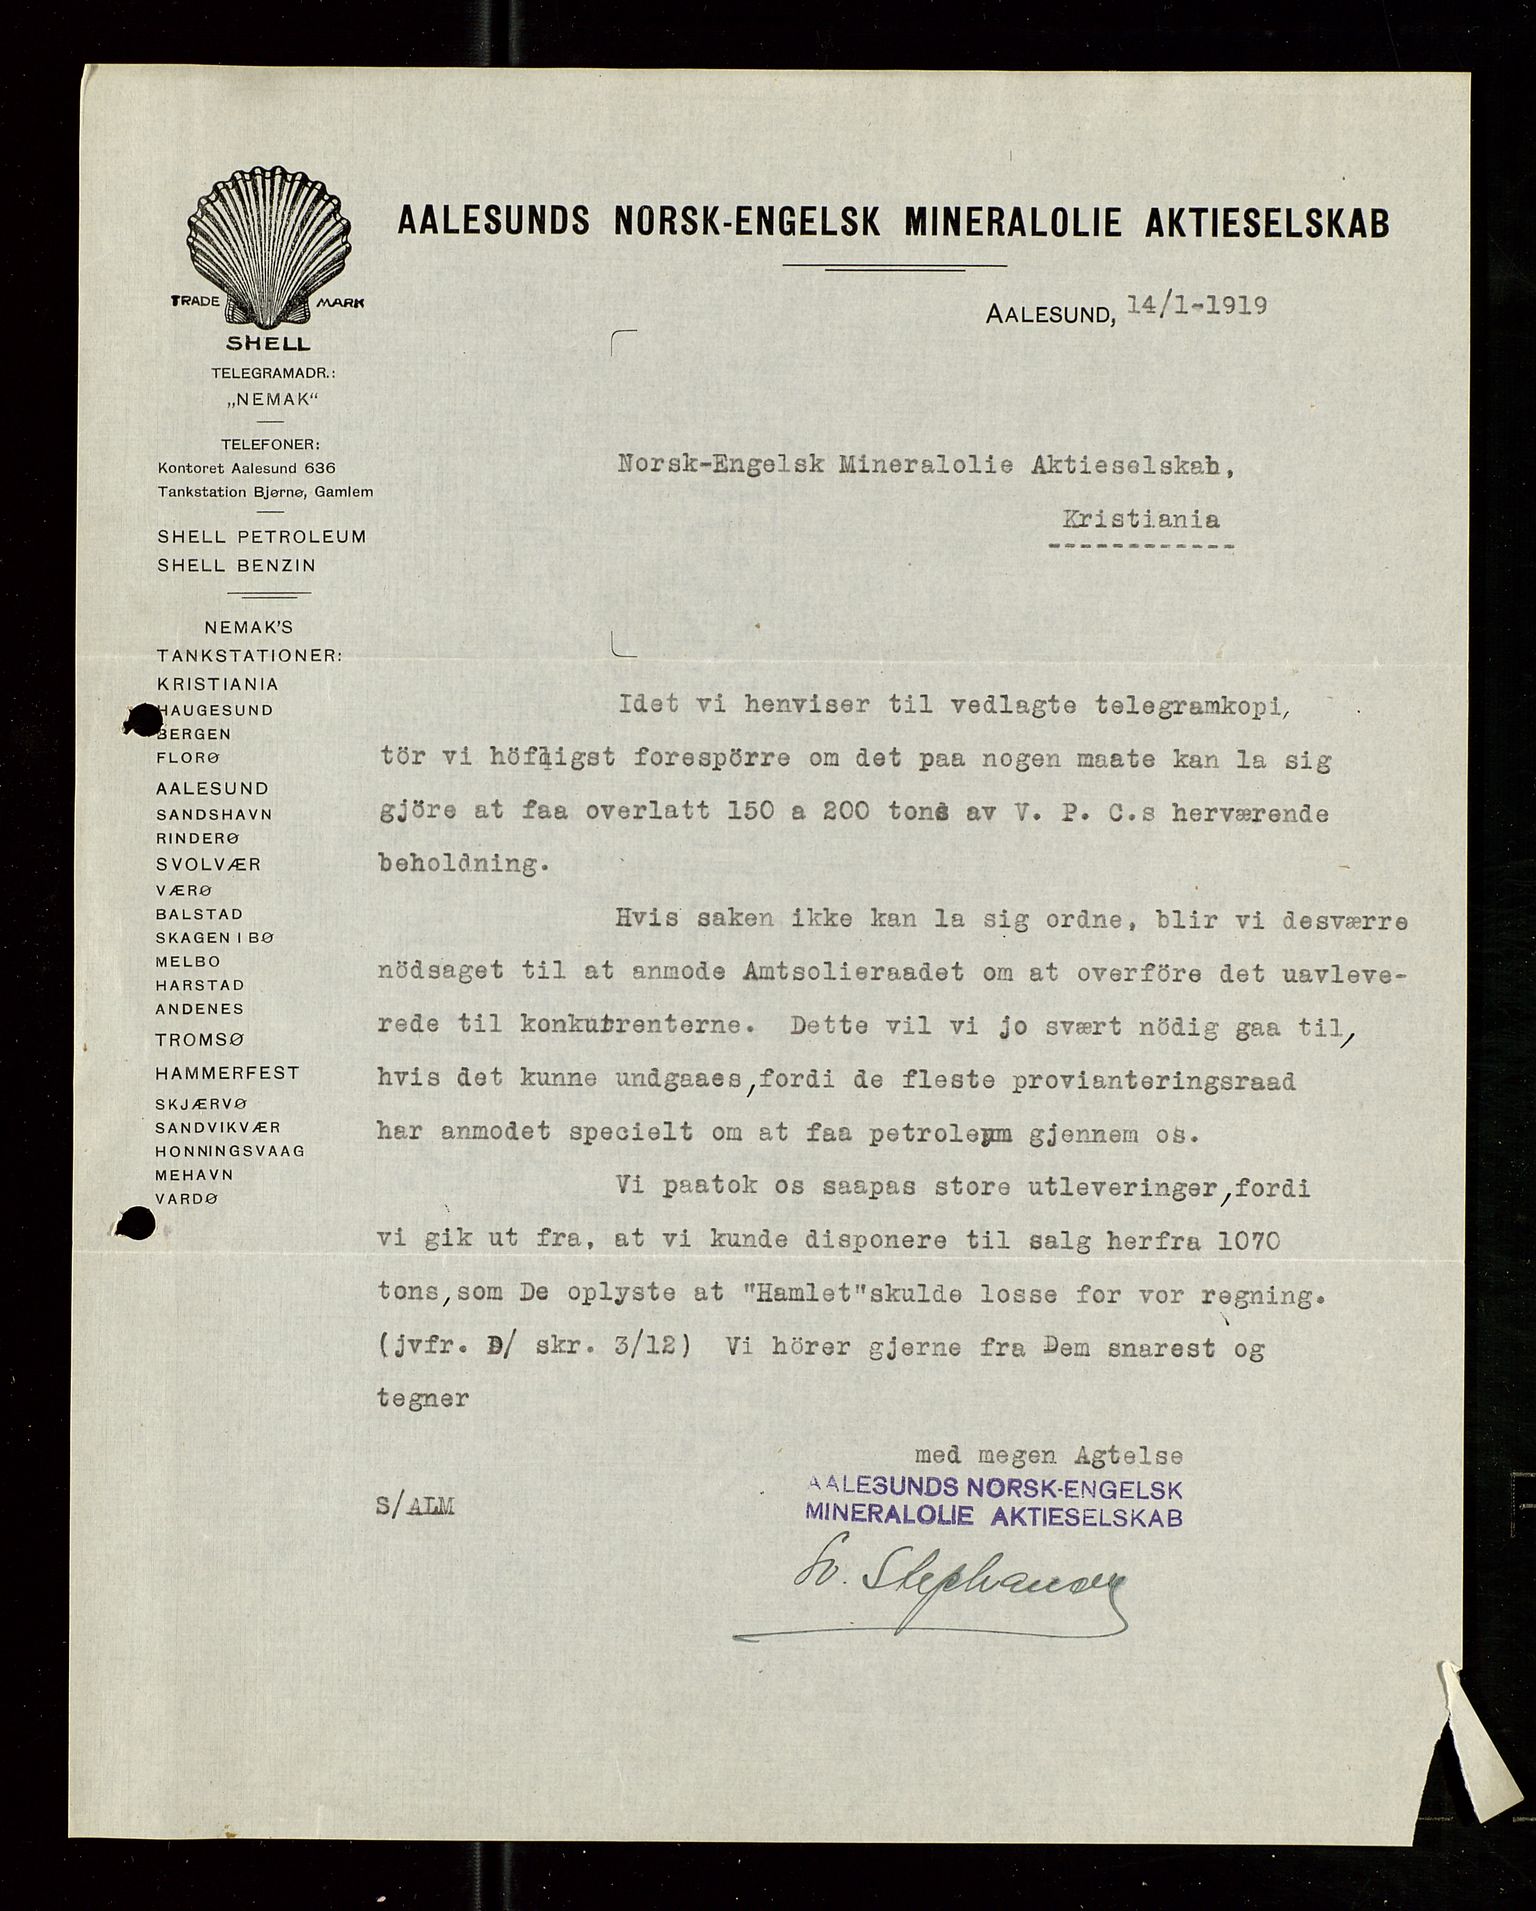 AALESUNDS NORSK-ENGELSK MINERALOLIE AKTIESELSKAB
TRADE MARK
SHELL
TELEGRAMADR.:
„NEMAK“
TELEFONER:
Kontoret Aalesund 636
Tankstation Bjørnø, Gamlem
SHELL PETROLEUM
SHELL BENZIN
NEMAK'S
TANKSTATIONER:
KRISTIANIA
HAUGESUND
BERGEN
FLORØ
AALESUND
SANDSHAVN
RINDERØ
SVOLVÆR
VÆRØ
BALSTAD
SKAGEN I BØ
MELBO
HARSTAD
ANDENES
TROMSØ
HAMMERFEST
SKJÆRVØ
SANDVIKVÆR
HONNINGSVAAG
MEHAVN
VARDØ
AALESUND, 14/1-1919
Norsk-Engelsk Mineralolie Aktieselskab,
Kristiania
Idet vi henviser til vedlagte telegramkopi,
tör vi höfligst forespörre om det paa nogen maate kan la sig
gjöre at faa overlatt 150 a 200 tons av V. P. C.s herværende
beholdning.
Hvis saken ikke kan la sig ordne, blir vi desværre
nödsaget til at anmode Amtsolieraadet om at overföre det uavleve-
rede til konkurrenterne. Dette vil vi jo svært nödig gaa til,
hvis det kunne undgaaes, fordi de fleste provianteringsraad
har anmodet specielt om at faa petroleum gjennem os.
Vi paatok os saapas store utleveringer, fordi
vi gik ut fra, at vi kunde disponere til salg herfra 1070
tons, som De oplyste at "Hamlet" skulde losse for vor regning.
(jvfr. D/ skr. 3/12) Vi hörer gjerne fra Dem snarest og
tegner
med megen Agtelse
AALESUNDS NORSK-ENGELSK
MINERALOLIE AKTIESELSKAB
S/ALM
Stephansen